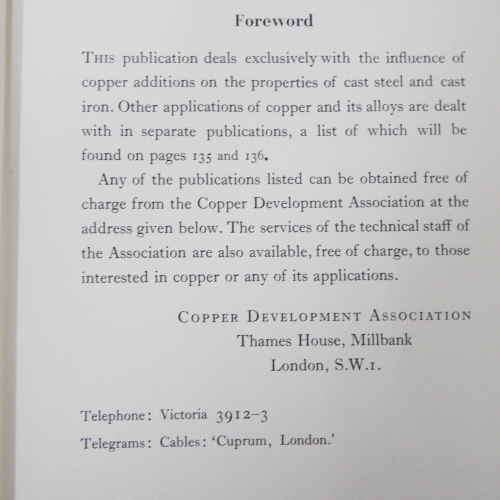 Foreword
THIS publication deals exclusively with the influence of
copper additions on the properties of cast steel and cast
iron. Other applications of copper and its alloys are dealt
with in separate publications, a list of which will be
found on pages 135 and 136.
Any of the publications listed can be obtained free of
charge from the Copper Development Association at the
address given below. The services of the technical staff of
the Association are also available, free of charge, to those
interested in copper or any of its applications.
COPPER DEVELOPMENT ASSOCIATION
Thames House, Millbank
London, S.W.1.
Telephone: Victoria 3912–3
Telegrams: Cables: ‘Cuprum, London.’